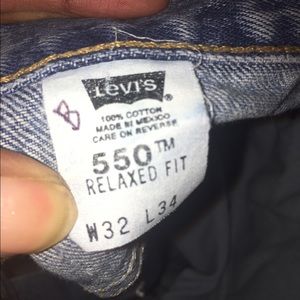 Levi's
®
100% COTTON
MADE IN MEXICO
CARE ON REVERSE
550™
RELAXED FIT
W32 L34